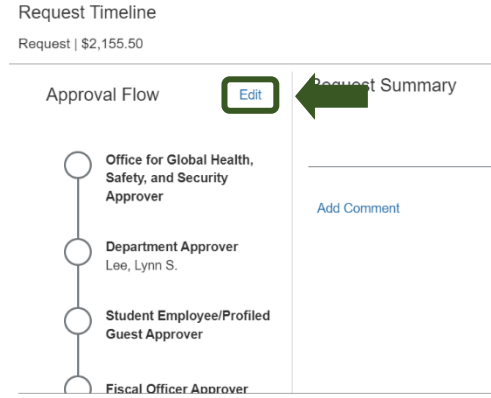 Request Timeline
Request | $2,155.50
Approval Flow
Edit
Request Summary
Office for Global Health,
Safety, and Security
Approver
Add Comment
Department Approver
Lee, Lynn S.
Student Employee/Profiled
Guest Approver
Fiscal Officer Approver